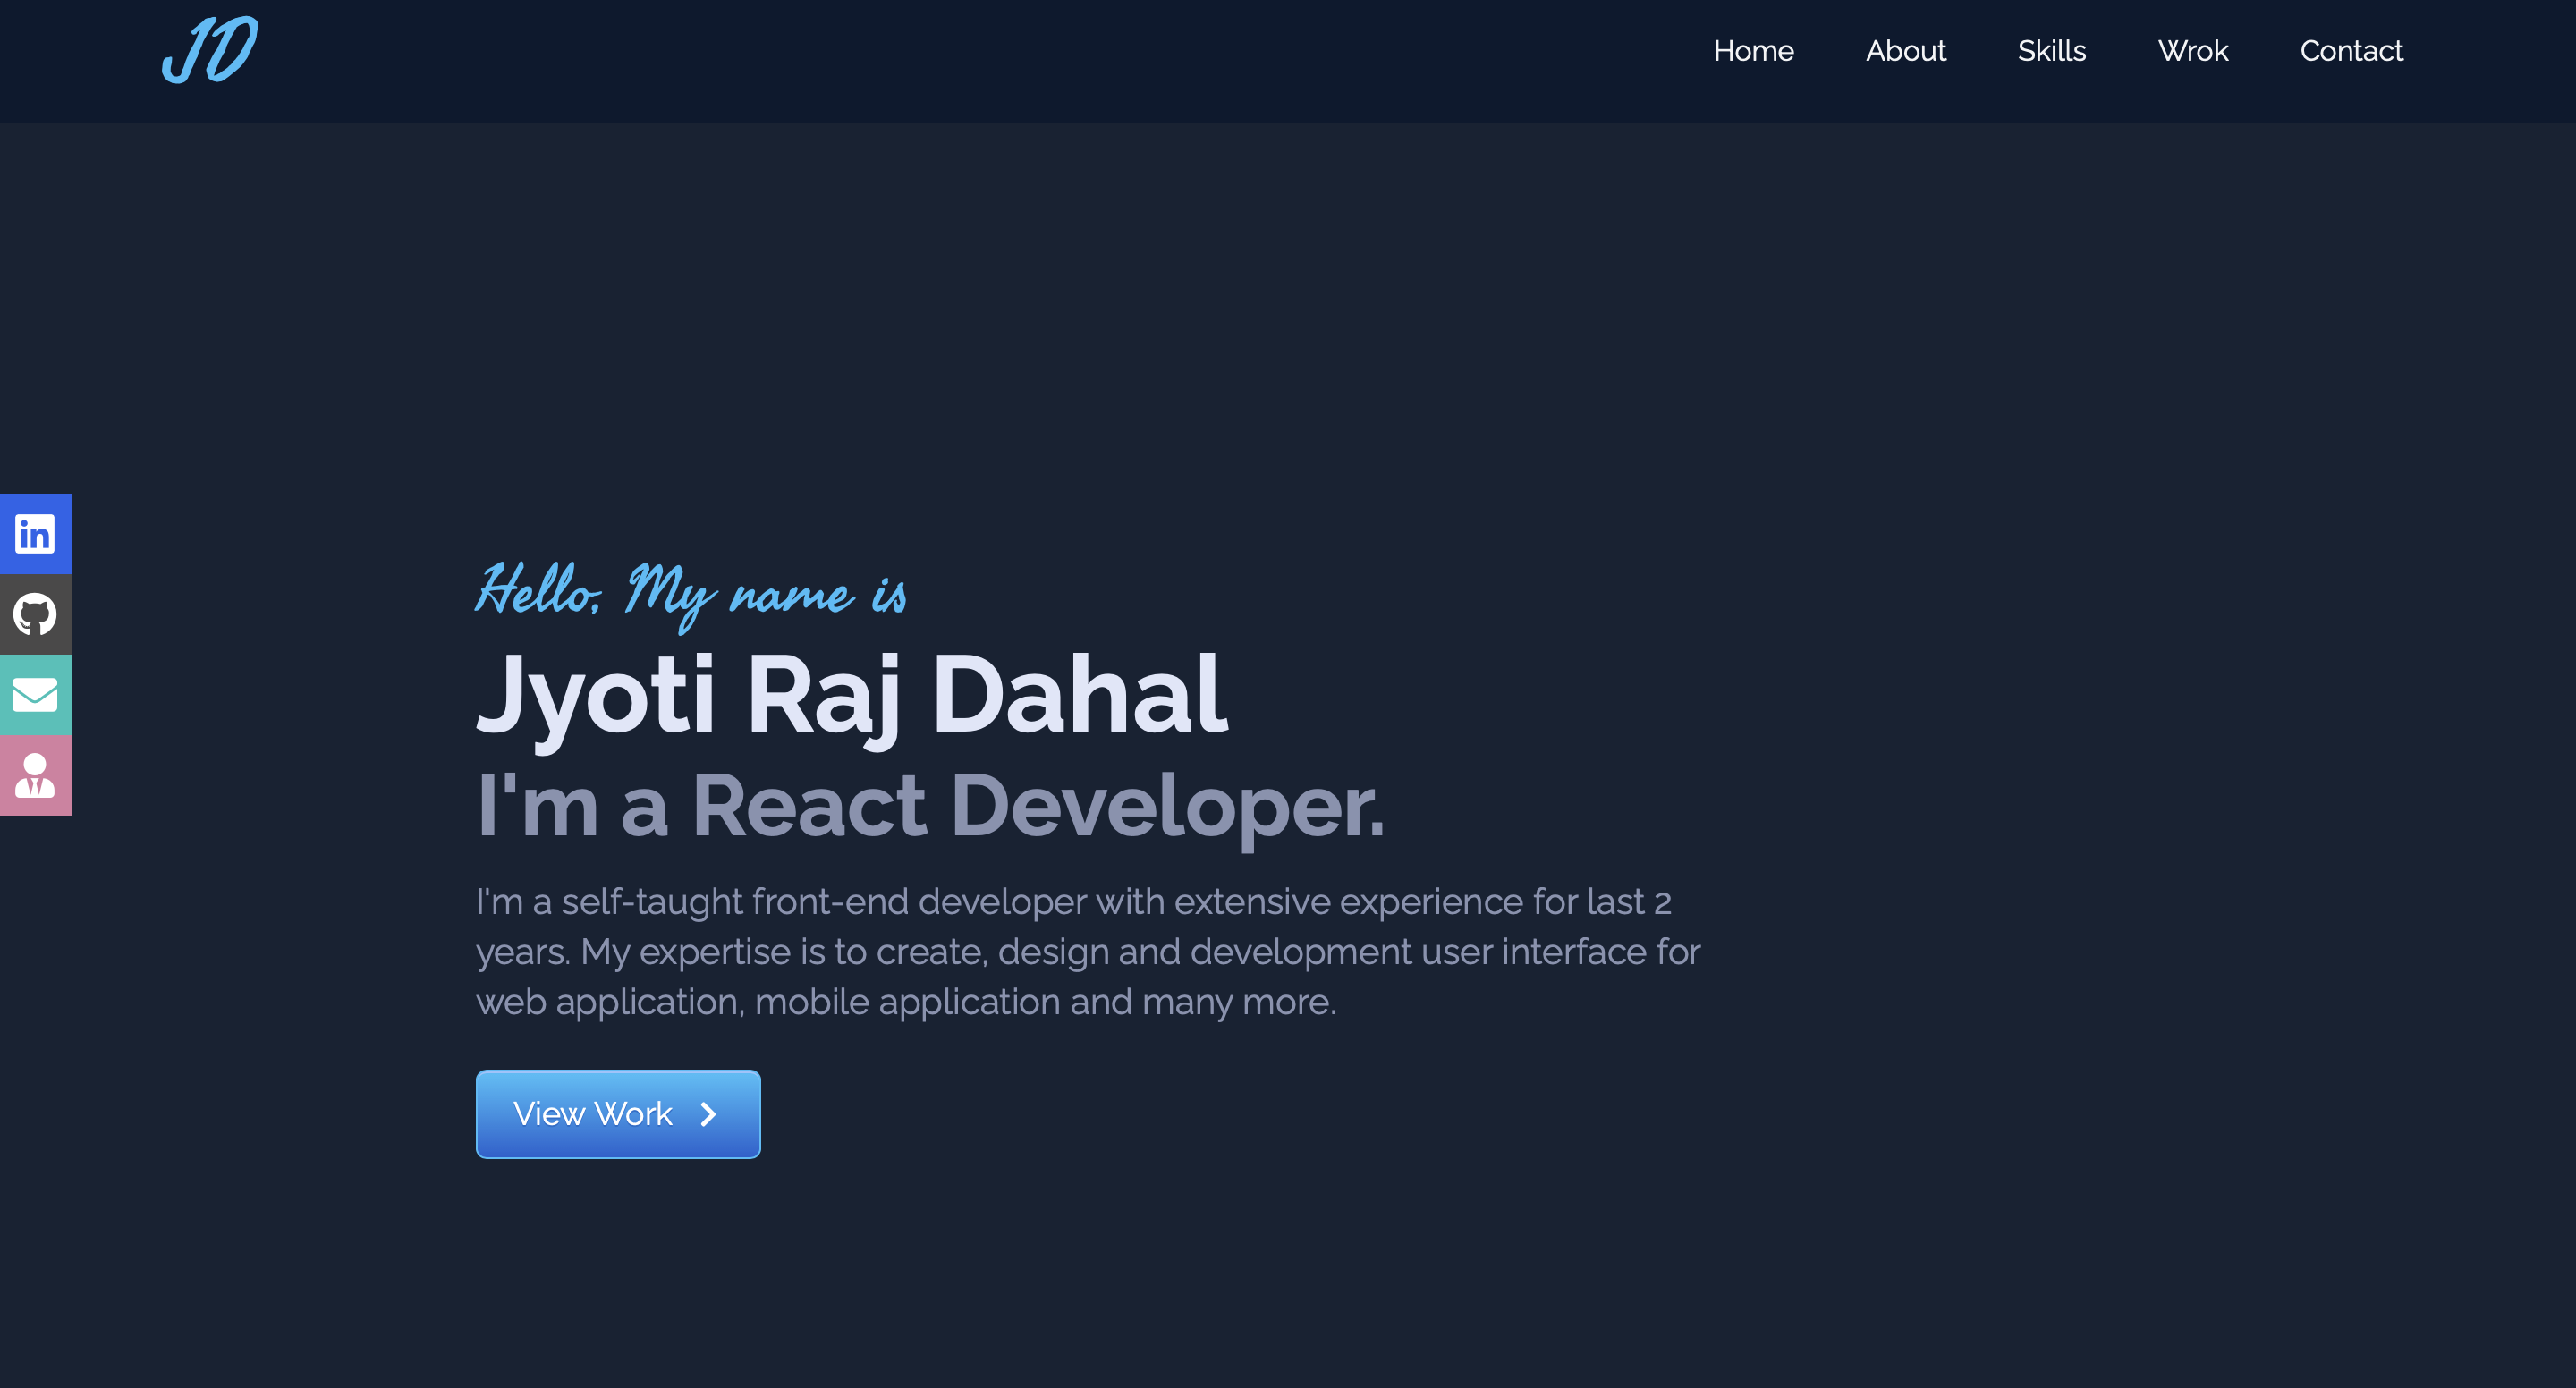 JD
Home About Skills Wrok Contact
in
Hello, My name is
Jyoti Raj Dahal
I'm a React Developer.
I'm a self-taught front-end developer with extensive experience for last 2
years. My expertise is to create, design and development user interface for
web application, mobile application and many more.
View Work